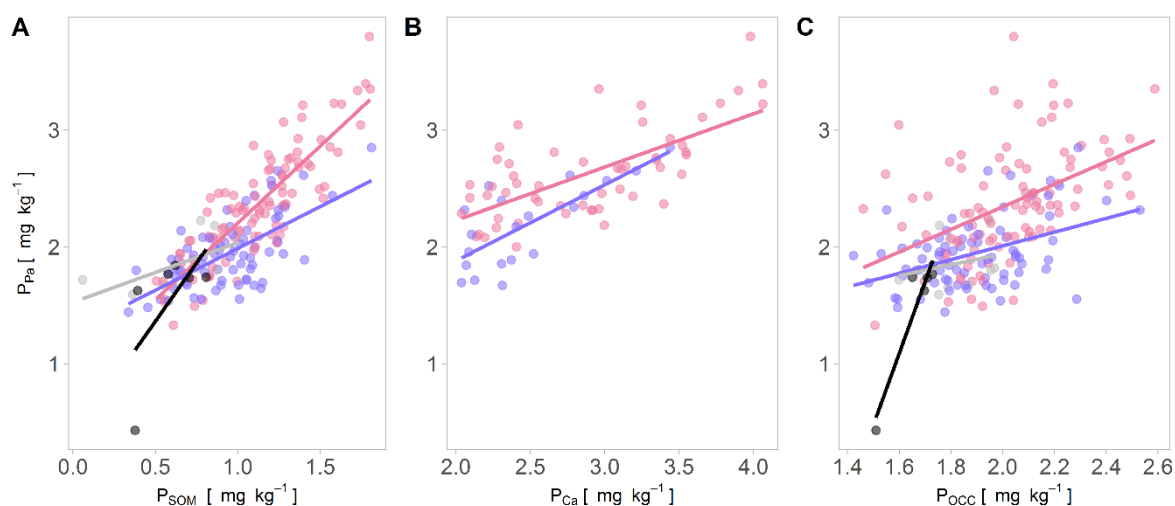 A
B
C
P_Pa [ mg kg⁻¹ ]
3
2
1
0.0 0.5 1.0 1.5
P_SOM [ mg kg⁻¹ ]
3
2
1
2.0 2.5 3.0 3.5 4.0
P_Ca [ mg kg⁻¹ ]
3
2
1
1.4 1.6 1.8 2.0 2.2 2.4 2.6
P_OCC [ mg kg⁻¹ ]